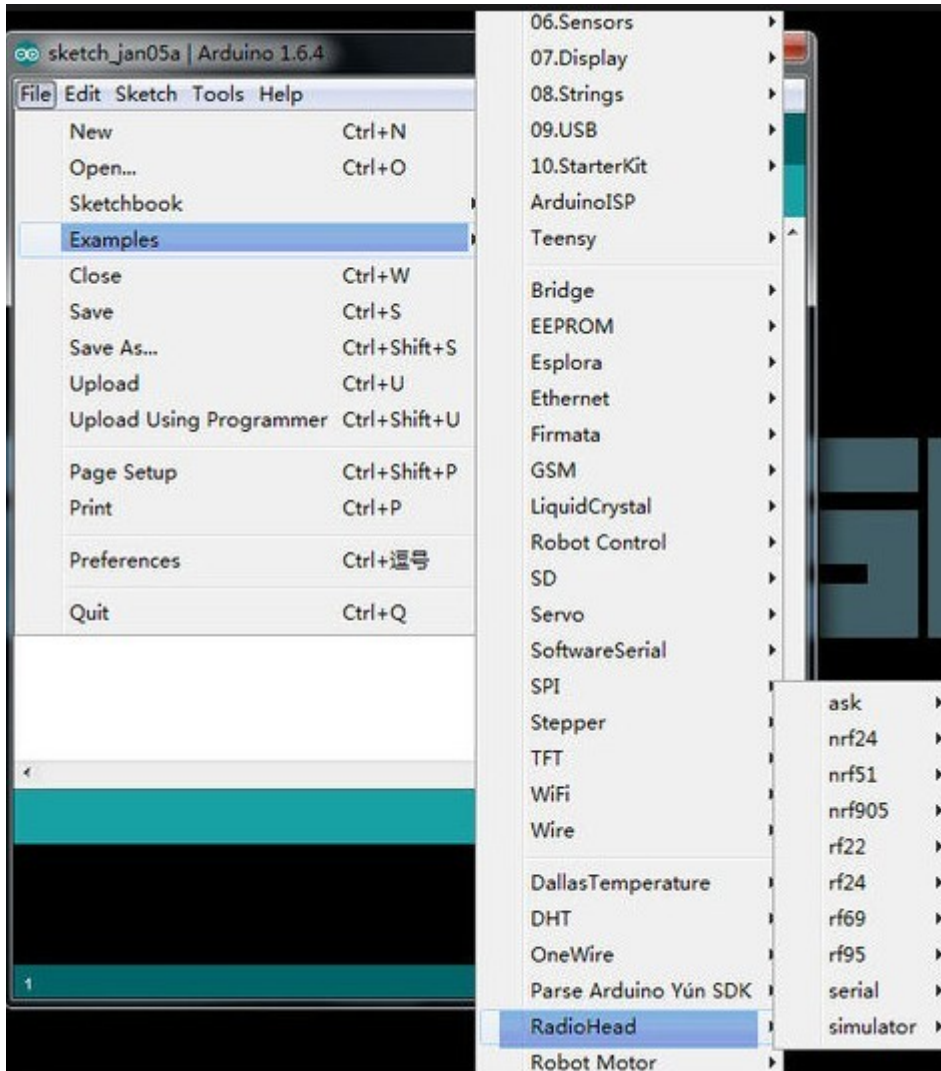 sketch_jan05a | Arduino 1.6.4
File Edit Sketch Tools Help
New Ctrl+N
Open... Ctrl+O
Sketchbook
Examples
Close Ctrl+W
Save Ctrl+S
Save As... Ctrl+Shift+S
Upload Ctrl+U
Upload Using Programmer Ctrl+Shift+U
Page Setup Ctrl+Shift+P
Print Ctrl+P
Preferences Ctrl+逗号
Quit Ctrl+Q
1
06.Sensors
07.Display
08.Strings
09.USB
10.StarterKit
ArduinoISP
Teensy
Bridge
EEPROM
Esplora
Ethernet
Firmata
GSM
LiquidCrystal
Robot Control
SD
Servo
SoftwareSerial
SPI
Stepper
TFT
WiFi
Wire
DallasTemperature
DHT
OneWire
Parse Arduino Yún SDK
RadioHead
Robot Motor
ask
nrf24
nrf51
nrf905
rf22
rf24
rf69
rf95
serial
simulator